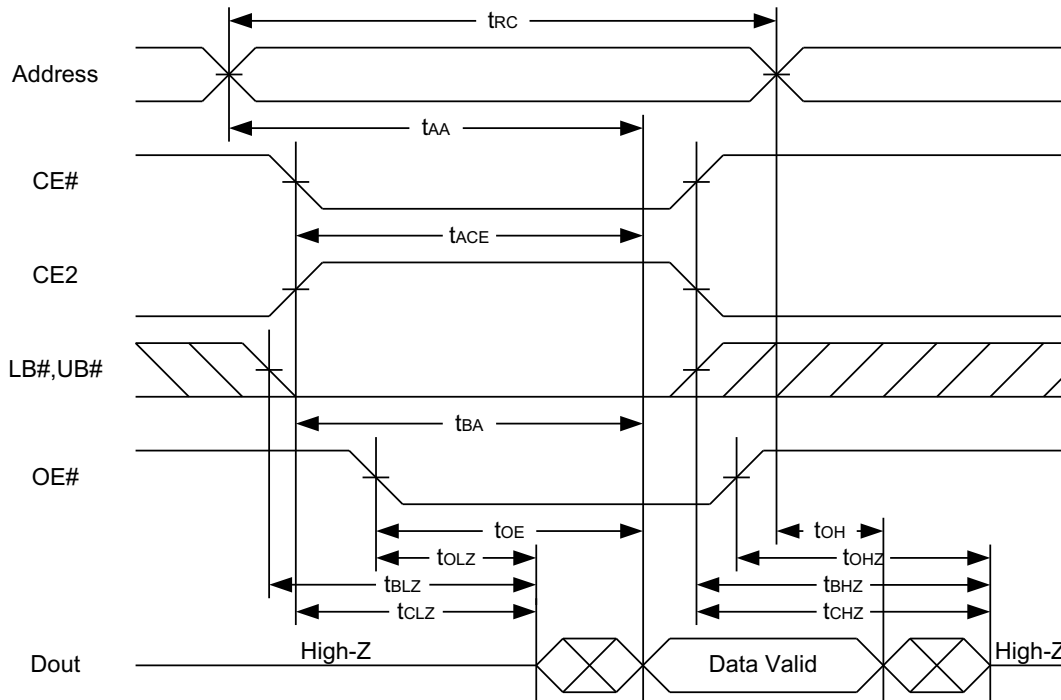 tRC
Address
tAA
CE#
tACE
CE2
LB#,UB#
tBA
OE#
tOE
tOH
tOLZ
tOHZ
tBLZ
tBHZ
tCLZ
tCHZ
Dout
High-Z
Data Valid
High-Z